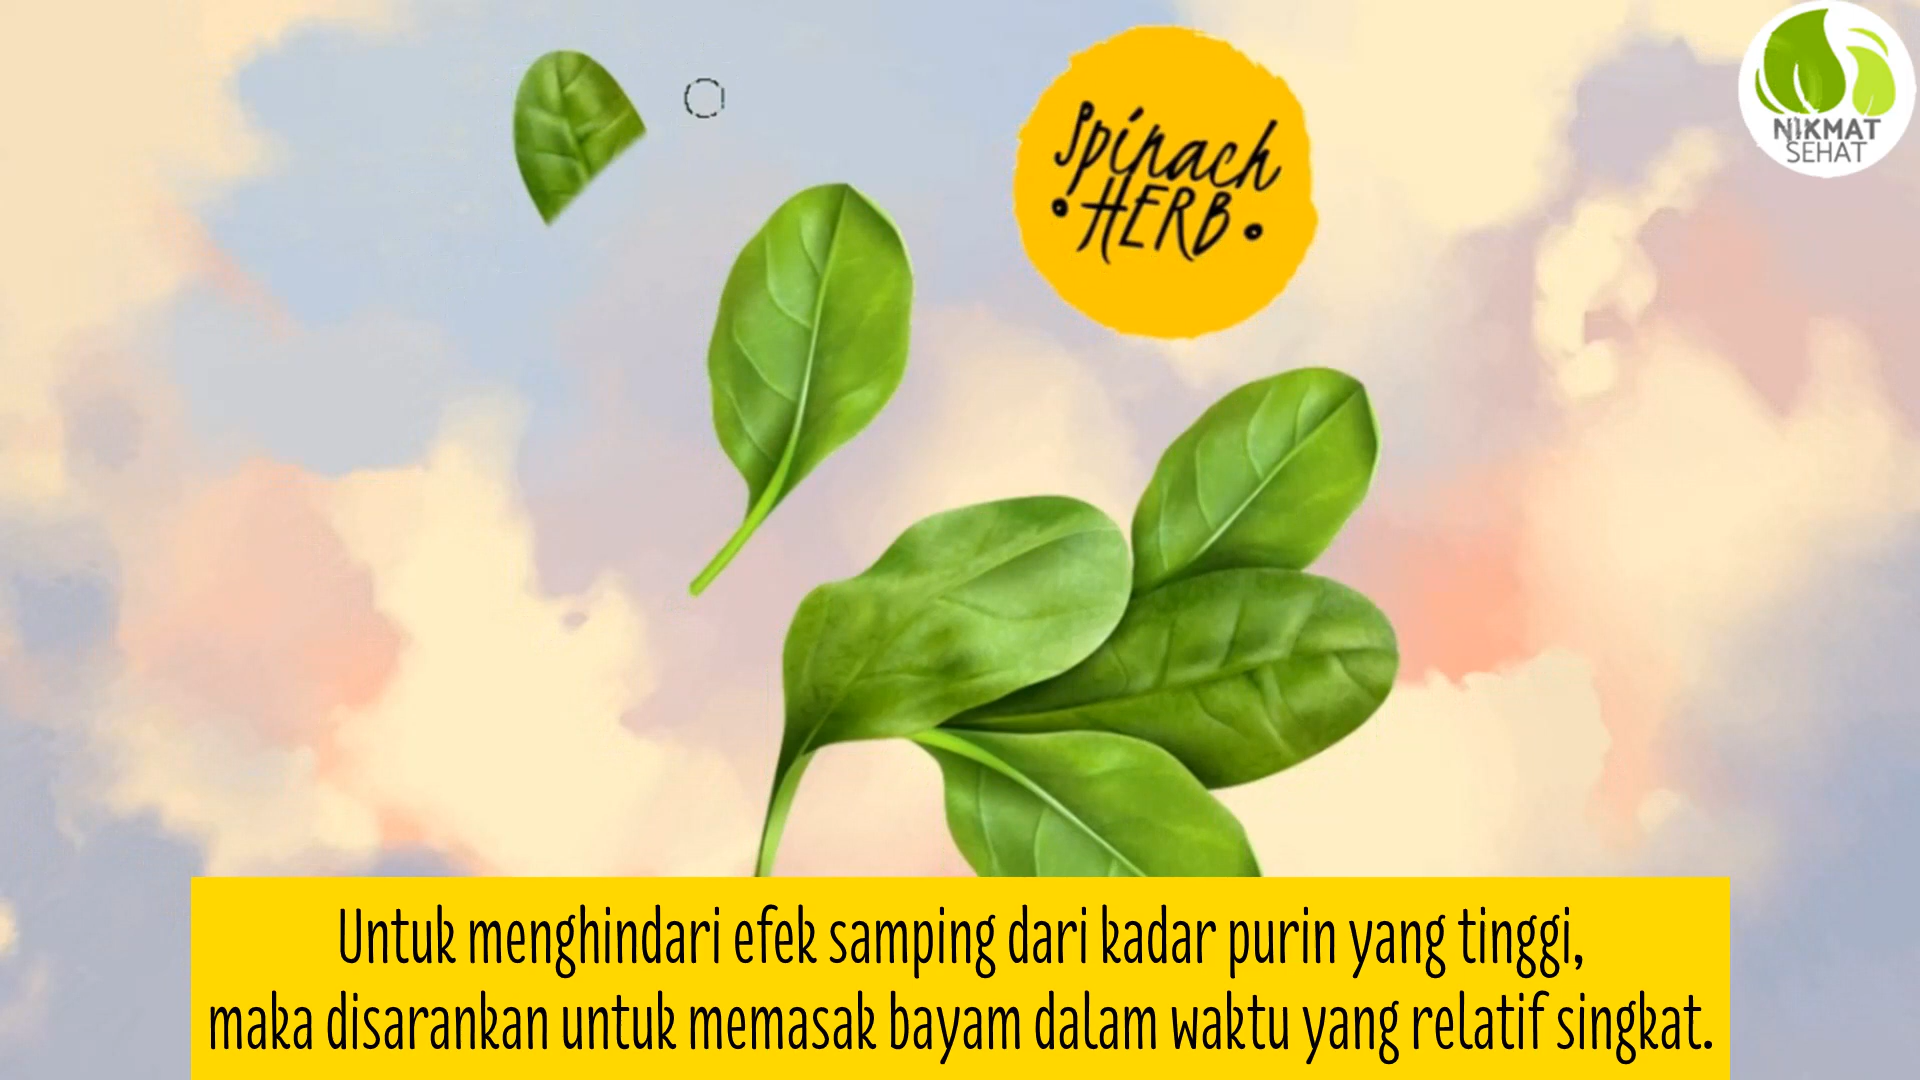 Spinach
• HERB •
NIKMAT
SEHAT
Untuk menghindari efek samping dari kadar purin yang tinggi,
maka disarankan untuk memasak bayam dalam waktu yang relatif singkat.